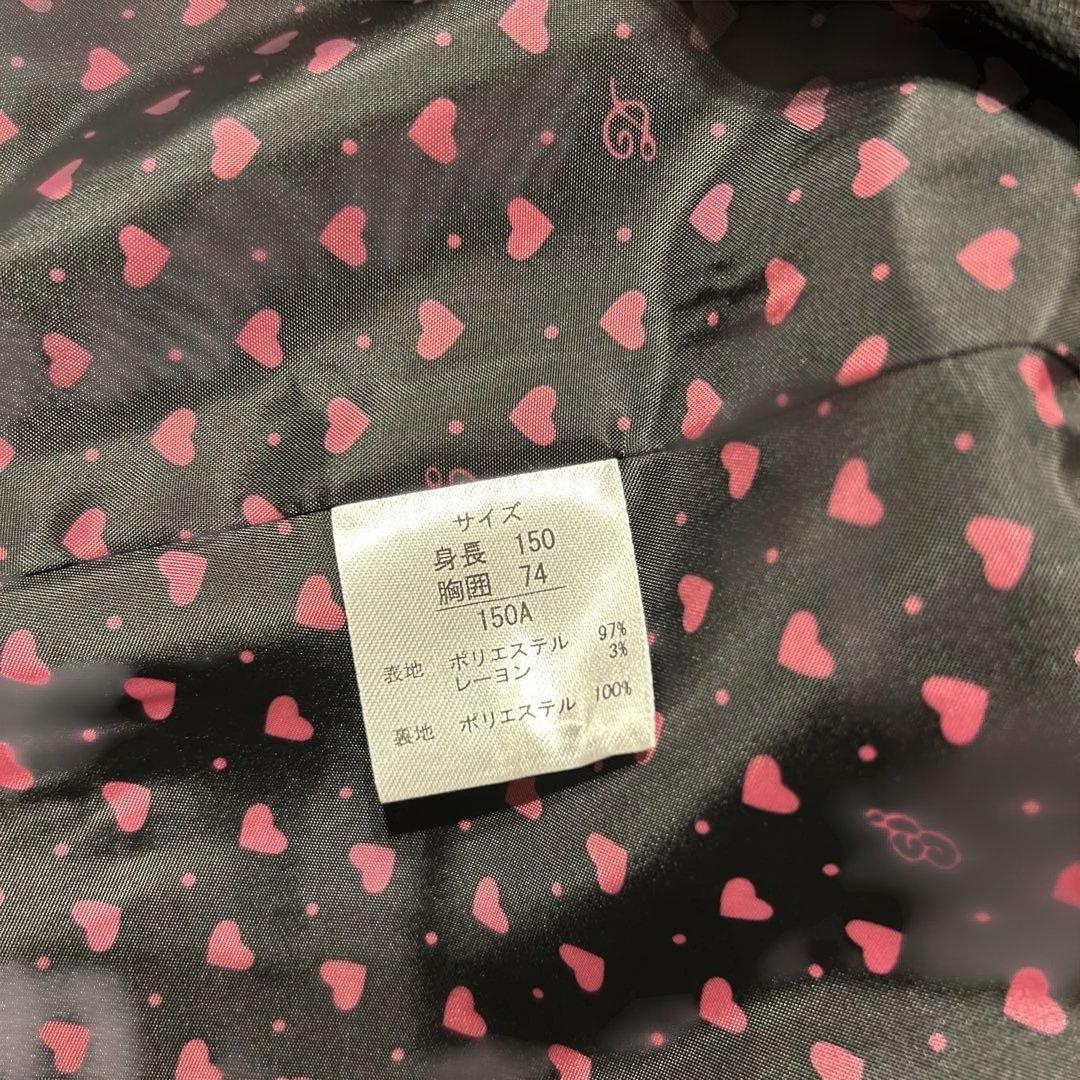 サイズ
身長 150
胸囲 74
150A
表地 ポリエステル 97%
レーヨン 3%
裏地 ポリエステル 100%